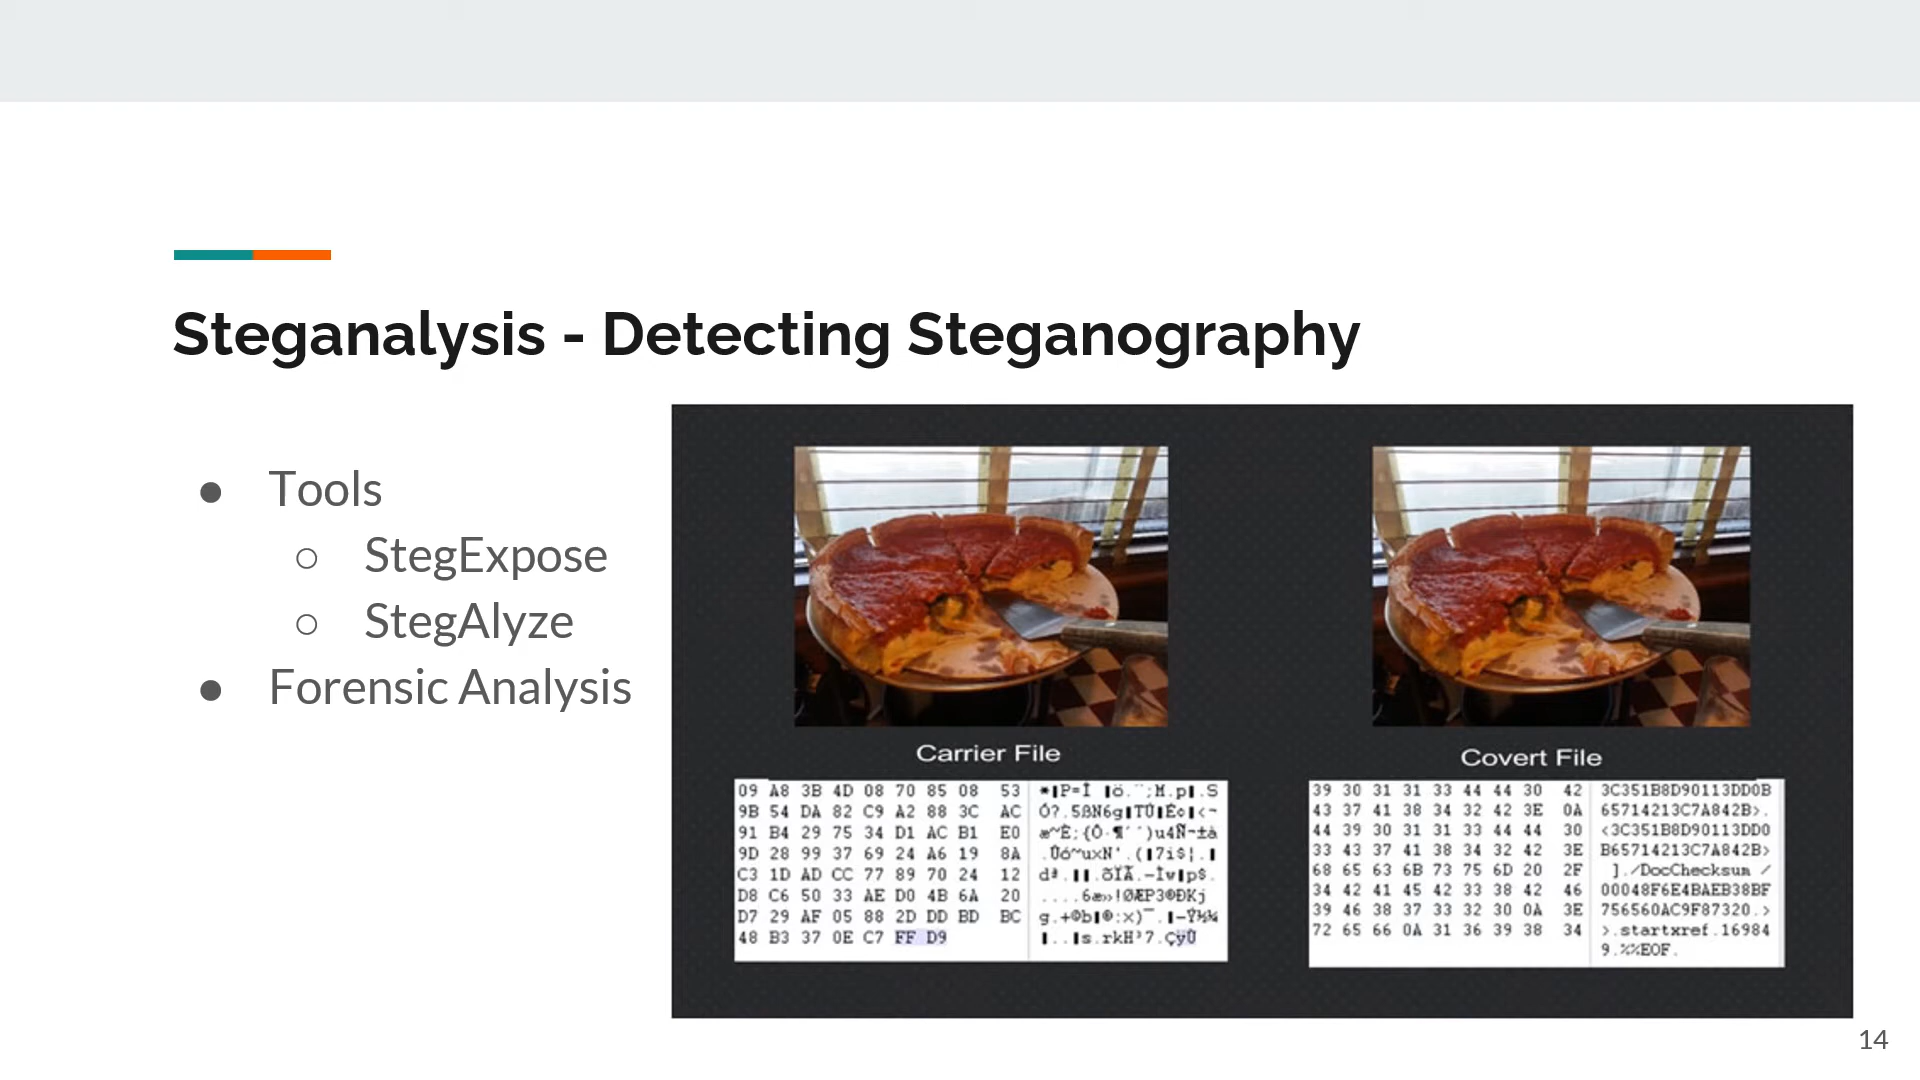 Steganalysis - Detecting Steganography
● Tools
○ StegExpose
○ StegAlyze
● Forensic Analysis
Carrier File
09 A8 3B 4D 08 70 85 08 53
9B 54 DA 82 C9 A2 88 3C AC
91 B4 29 75 34 D1 AC B1 E0
9D 28 99 37 69 24 A6 19 8A
C3 1D AD CC 77 89 70 24 12
D8 C6 50 33 AE D0 4B 6A 20
D7 29 AF 05 88 2D DD BD BC
48 B3 37 0E C7 FF D9
Covert File
39 30 31 31 33 44 44 30 42 3C351B8D90113DD0B
43 37 41 38 34 32 42 3E 0A 65714213C7A842B>.
44 39 30 31 31 33 44 44 30 <3C351B8D90113DD0
33 43 37 41 38 34 32 42 3E B65714213C7A842B>
68 65 63 6B 73 75 6D 20 2F ]./DocChecksum /
34 42 41 45 42 33 38 42 46 00048F6E4BAEB38BF
39 46 38 37 33 32 30 0A 3E 756560AC9F87320.>
72 65 66 0A 31 36 39 38 34 >.startxref.16984
9.%%EOF.
14